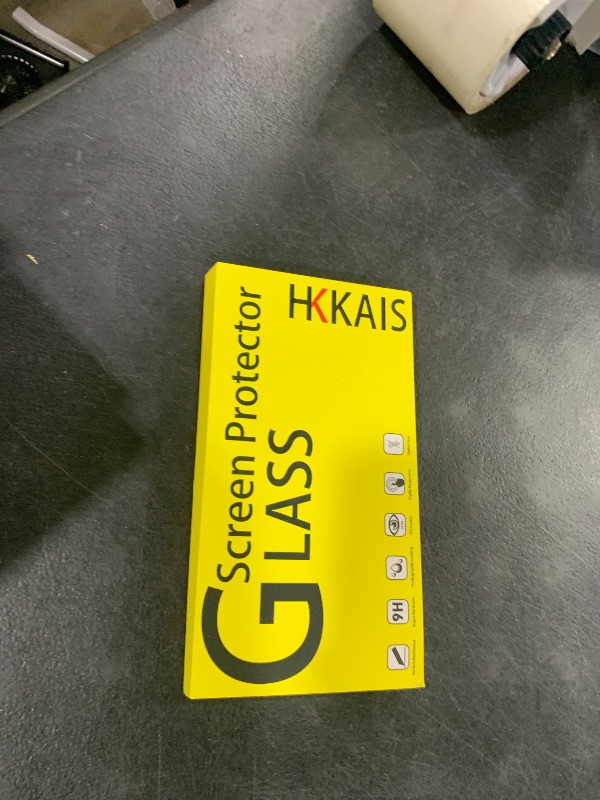 HKKAIS
Screen Protector
GLASS
9H